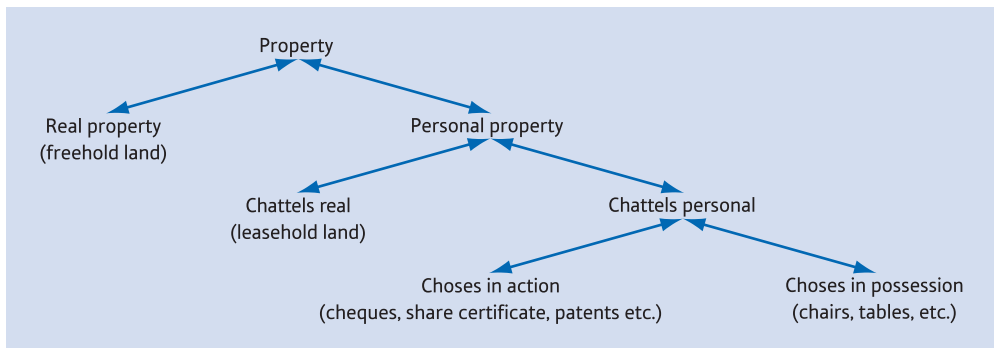 Property
Real property
(freehold land)
Personal property
Chattels real
(leasehold land)
Chattels personal
Choses in action
(cheques, share certificate, patents etc.)
Choses in possession
(chairs, tables, etc.)